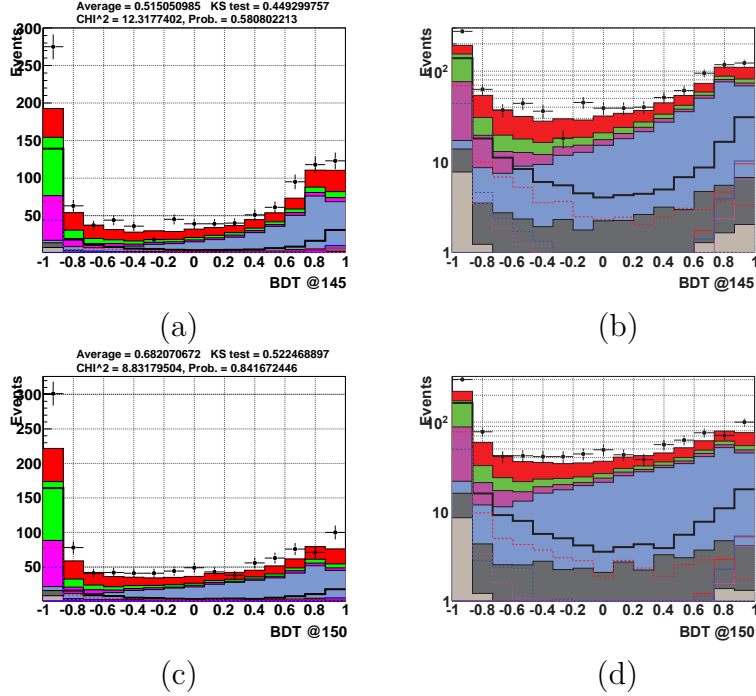 Average = 0.515050985 KS test = 0.449299757
CHI^2 = 12.3177402, Prob. = 0.580802213
Events
300
250
200
150
100
50
-1 -0.8 -0.6 -0.4 -0.2 0 0.2 0.4 0.6 0.8 1
BDT @145
(a)
Events
10^2
10
1
-1 -0.8 -0.6 -0.4 -0.2 0 0.2 0.4 0.6 0.8 1
BDT @145
(b)
Average = 0.682070672 KS test = 0.522468897
CHI^2 = 8.83179504, Prob. = 0.841672446
Events
300
250
200
150
100
50
-1 -0.8 -0.6 -0.4 -0.2 0 0.2 0.4 0.6 0.8 1
BDT @150
(c)
Events
10^2
10
1
-1 -0.8 -0.6 -0.4 -0.2 0 0.2 0.4 0.6 0.8 1
BDT @150
(d)